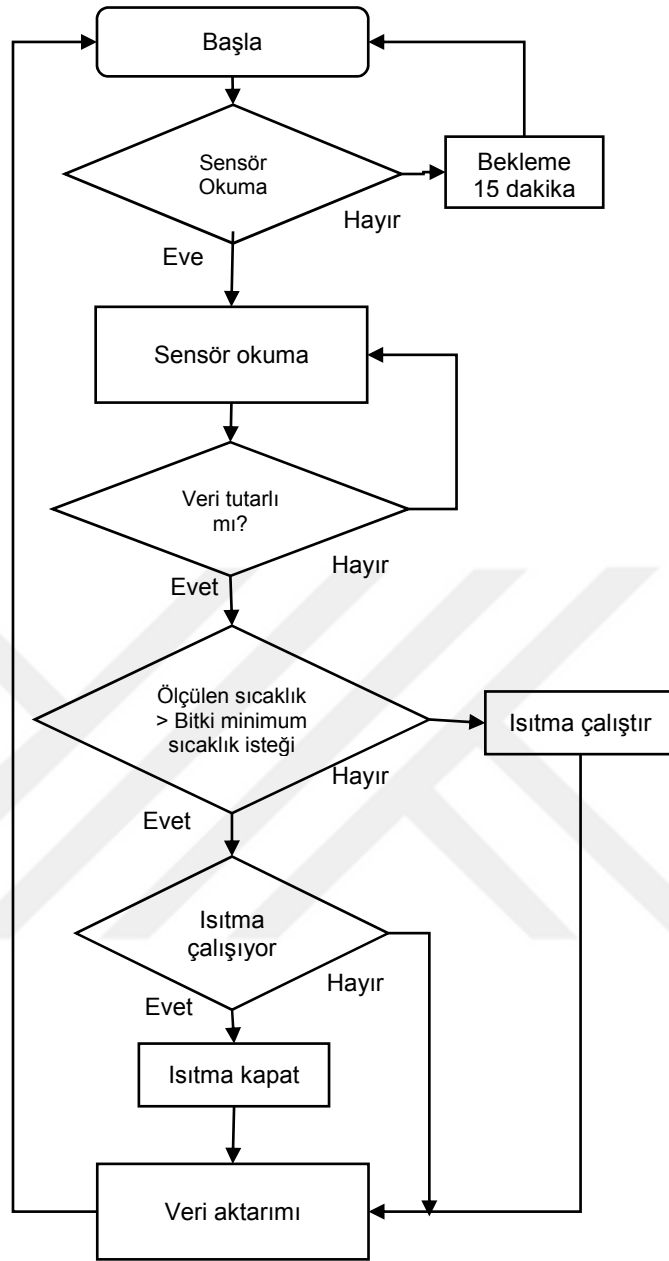 Başla
Sensör
Okuma
Hayır
Bekleme
15 dakika
Eve
Sensör okuma
Veri tutarlı
mı?
Hayır
Evet
Ölçülen sıcaklık
> Bitki minimum
sıcaklık isteği
Hayır
Isıtma çalıştır
Evet
Isıtma
çalışıyor
Hayır
Evet
Isıtma kapat
Veri aktarımı